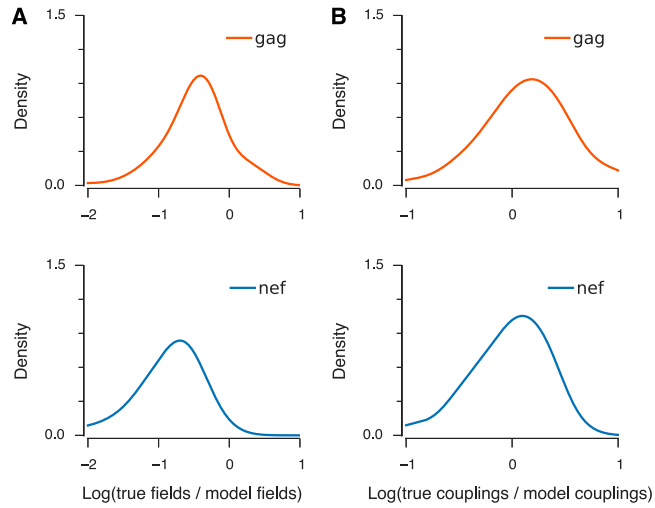 A
1.5
Density
0.0
gag
−2
−1
0
1
B
1.5
Density
0.0
gag
−1
0
1
1.5
Density
0.0
nef
−2
−1
0
1
Log(true fields / model fields)
1.5
Density
0.0
nef
−1
0
1
Log(true couplings / model couplings)